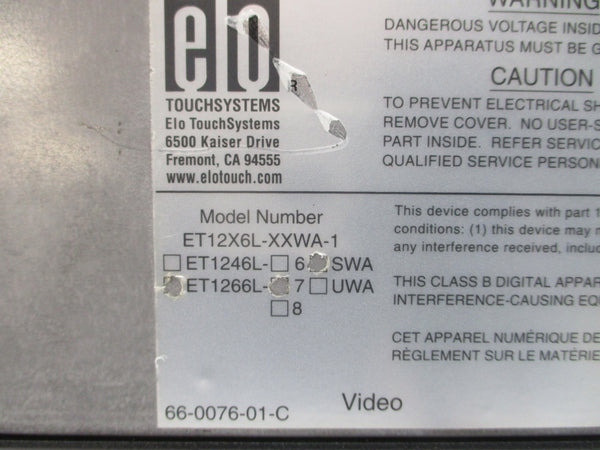 elo
TOUCHSYSTEMS
Elo TouchSystems
6500 Kaiser Drive
Fremont, CA 94555
www.elotouch.com
WARNING
DANGEROUS VOLTAGE INSID
THIS APPARATUS MUST BE G
CAUTION
TO PREVENT ELECTRICAL SH
REMOVE COVER. NO USER-S
PART INSIDE. REFER SERVIC
QUALIFIED SERVICE PERSON
Model Number
ET12X6L-XXWA-1
ET1246L- 6 SWA
ET1266L- 7 UWA
8
66-0076-01-C
Video
This device complies with part 1
conditions: (1) this device may n
any interference received, includ
THIS CLASS B DIGITAL APPAR
INTERFERENCE-CAUSING EQ
CET APPAREIL NUMÉRIQUE DE
RÈGLEMENT SUR LE MATÉRIE